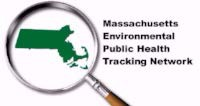 Massachusetts
Environmental
Public Health
Tracking Network